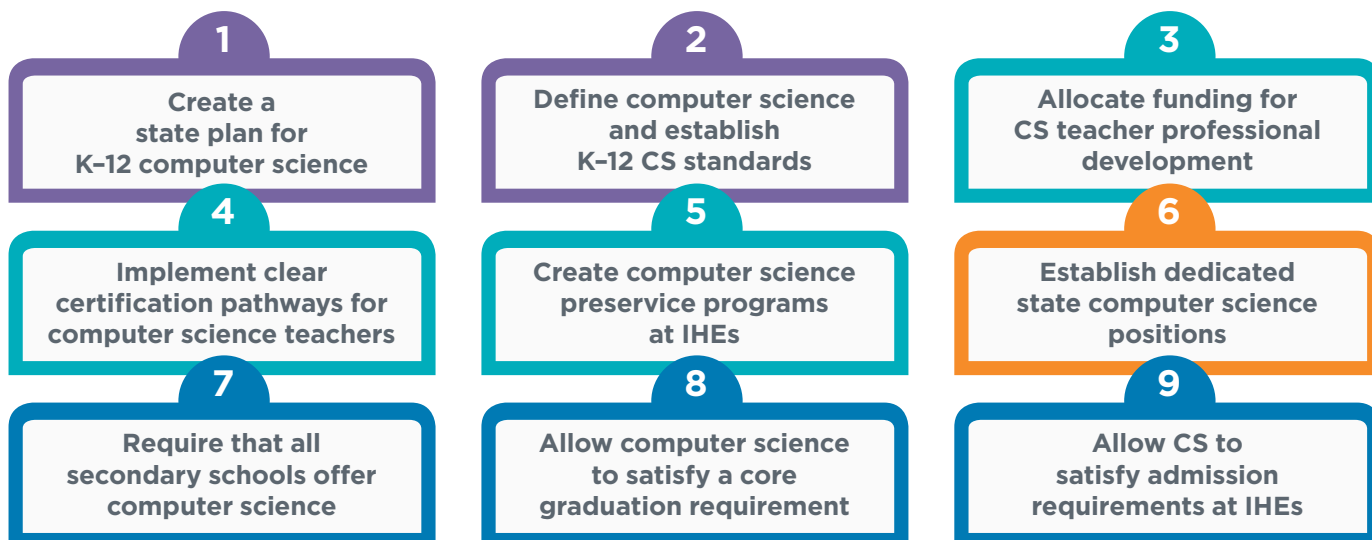 1
Create a
state plan for
K–12 computer science
2
Define computer science
and establish
K–12 CS standards
3
Allocate funding for
CS teacher professional
development
4
Implement clear
certification pathways for
computer science teachers
5
Create computer science
preservice programs
at IHEs
6
Establish dedicated
state computer science
positions
7
Require that all
secondary schools offer
computer science
8
Allow computer science
to satisfy a core
graduation requirement
9
Allow CS to
satisfy admission
requirements at IHEs